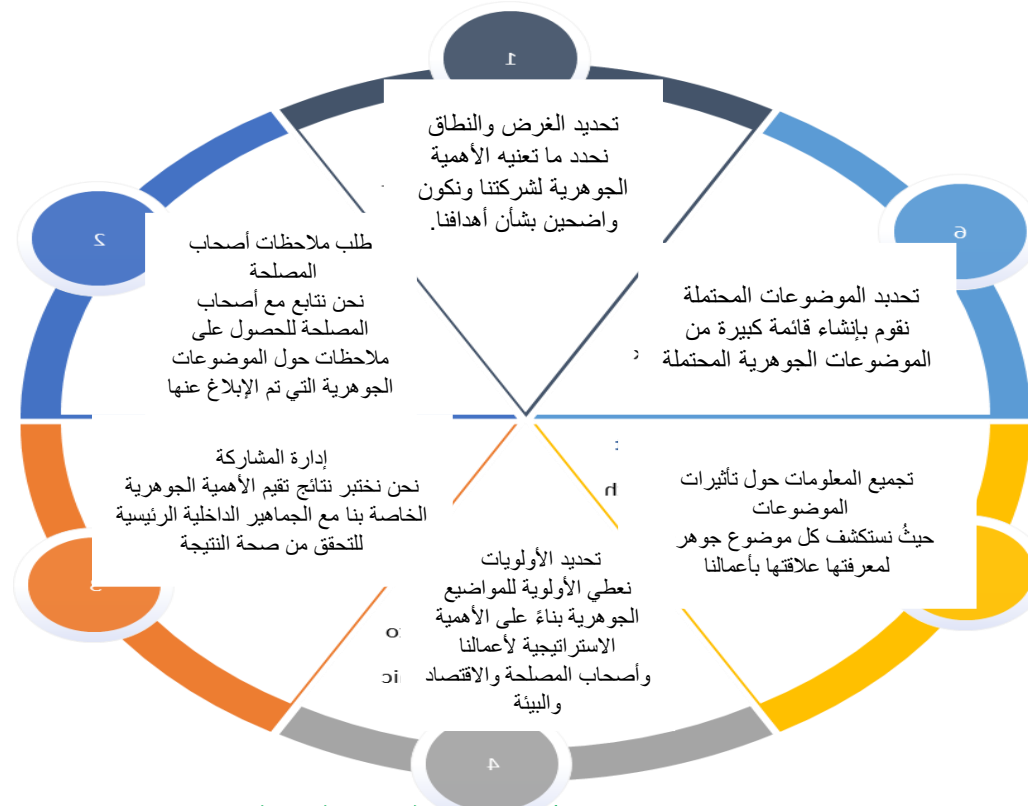 1
تحديد الغرض والنطاق
نحدد ما تعنيه الأهمية
الجوهرية لشركتنا ونكون
واضحين بشأن أهدافنا.
6
تحدبد الموضوعات المحتملة
نقوم بإنشاء قائمة كبيرة من
الموضوعات الجوهرية المحتملة
2
طلب ملاحظات أصحاب
المصلحة
نحن نتابع مع أصحاب
المصلحة للحصول على
ملاحظات حول الموضوعات
الجوهرية التي تم الإبلاغ عنها
تجميع المعلومات حول تأثيرات
الموضوعات
حيثُ نستكشف كل موضوع جوهر
لمعرفتها علاقتها بأعمالنا
إدارة المشاركة
نحن نختبر نتائج تقيم الأهمية الجوهرية
الخاصة بنا مع الجماهير الداخلية الرئيسية
للتحقق من صحة النتيجة
3
تحديد الأولويات
نعطي الأولوية للمواضيع
الجوهرية بناءً على الأهمية
الاستراتيجية لأعمالنا
وأصحاب المصلحة والاقتصاد
والبيئة
4